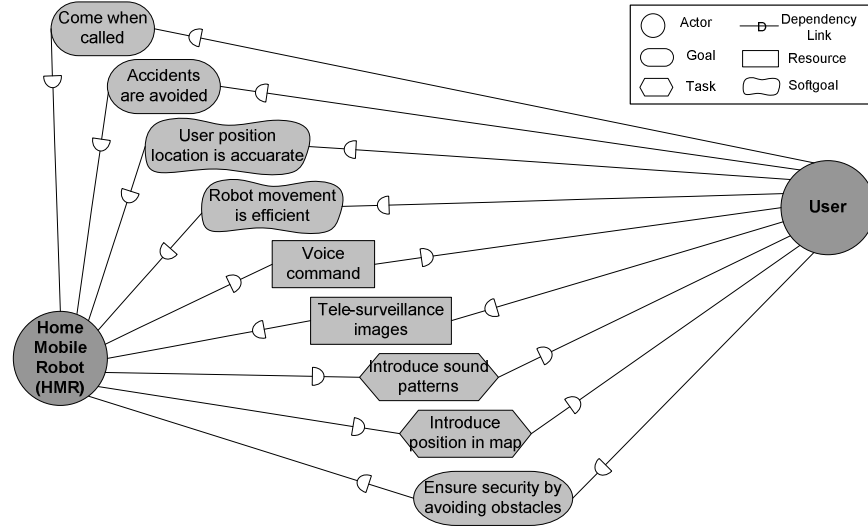 Come when
called
Accidents
are avoided
User position
location is accuarate
Robot movement
is efficient
Voice
command
Tele-surveillance
images
Introduce sound
patterns
Introduce
position in map
Ensure security by
avoiding obstacles
Home
Mobile
Robot
(HMR)
User
Actor
D
Dependency
Link
Goal
Resource
Task
Softgoal